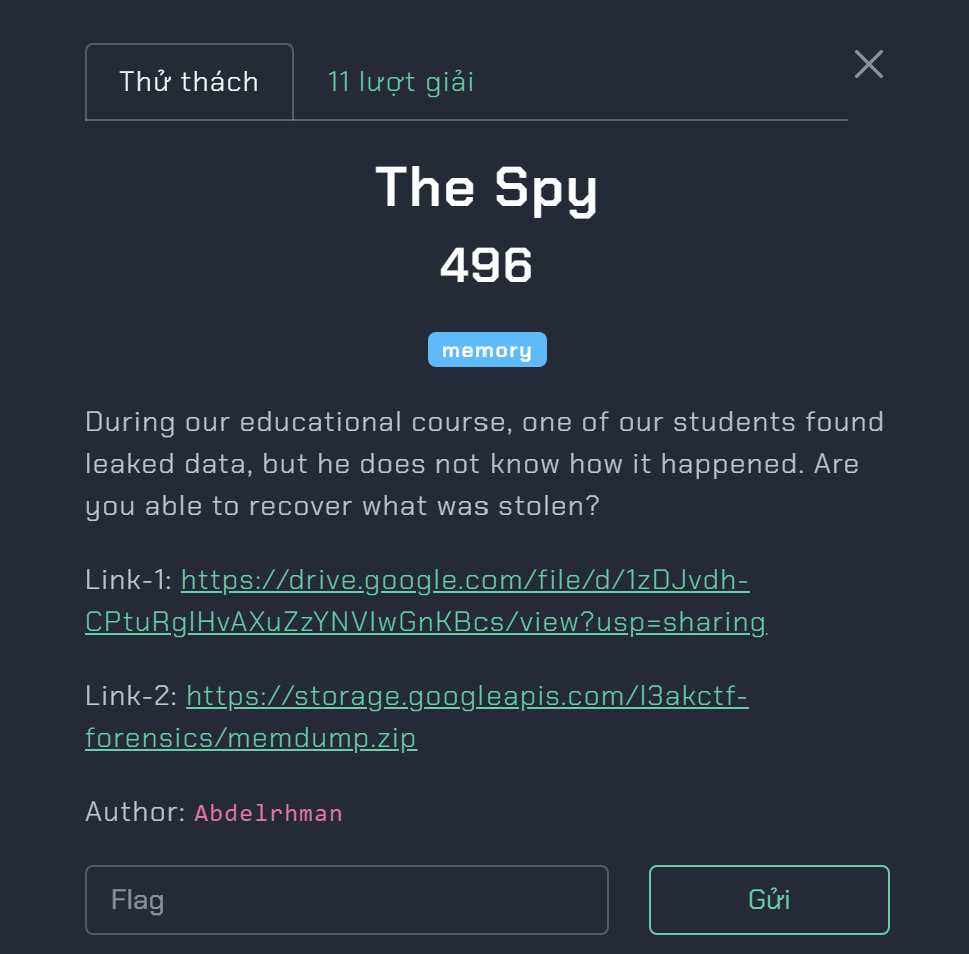 Thử thách
11 lượt giải
The Spy
496
memory
During our educational course, one of our students found
leaked data, but he does not know how it happened. Are
you able to recover what was stolen?
Link-1: https://drive.google.com/file/d/1zDJvdh-
CPtuRgIHvAXuZzYNVIwGnKBcs/view?usp=sharing
Link-2: https://storage.googleapis.com/l3akctf-
forensics/memdump.zip
Author: Abdelrhman
Flag
Gửi